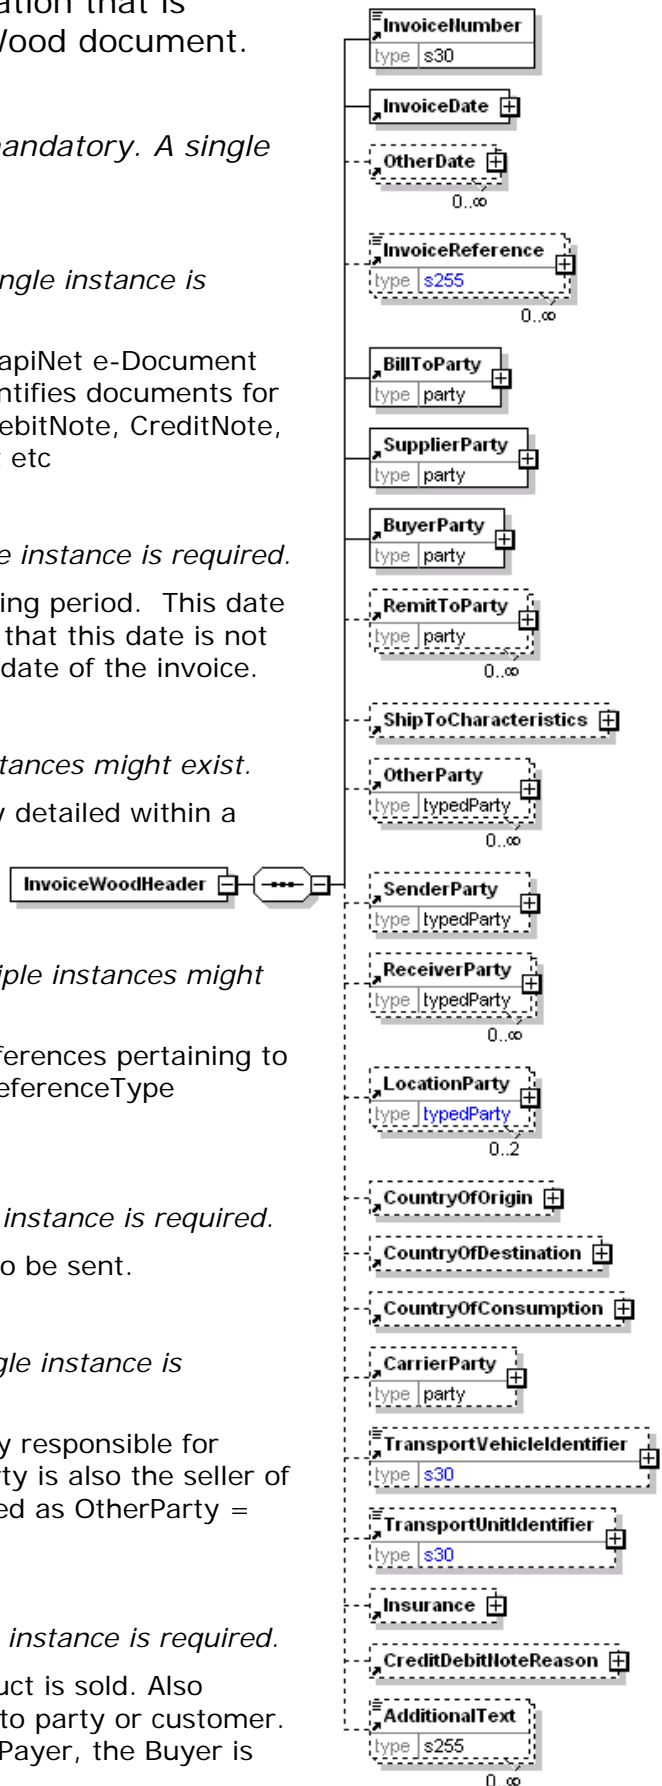 ation that is
Wood document.
mandatory. A single
ngle instance is
apiNet e-Document
ntifies documents for
ebitNote, CreditNote,
t etc
e instance is required.
ing period.  This date
that this date is not
date of the invoice.
tances might exist.
y detailed within a
iple instances might
ferences pertaining to
eferenceType
instance is required.
o be sent.
gle instance is
y responsible for
rty is also the seller of
ed as OtherParty =
instance is required.
uct is sold. Also
to party or customer.
Payer, the Buyer is
InvoiceWoodHeader
InvoiceNumber
type s30
InvoiceDate
OtherDate
0..∞
InvoiceReference
type s255
0..∞
BillToParty
type party
SupplierParty
type party
BuyerParty
type party
RemitToParty
type party
0..∞
ShipToCharacteristics
OtherParty
type typedParty
0..∞
SenderParty
type typedParty
ReceiverParty
type typedParty
0..∞
LocationParty
type typedParty
0..2
CountryOfOrigin
CountryOfDestination
CountryOfConsumption
CarrierParty
type party
TransportVehicleIdentifier
type s30
TransportUnitIdentifier
type s30
Insurance
CreditDebitNoteReason
AdditionalText
type s255
0..∞